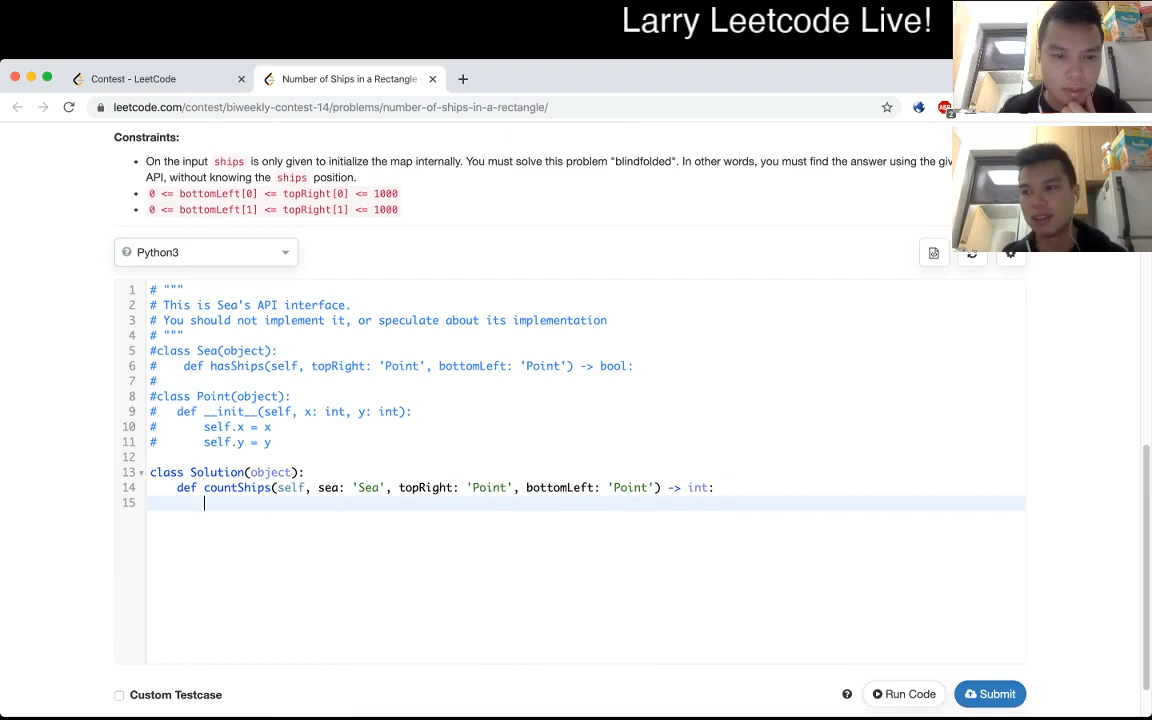 Larry Leetcode Live!
Contest - LeetCode
Number of Ships in a Rectangle
leetcode.com/contest/biweekly-contest-14/problems/number-of-ships-in-a-rectangle/
Constraints:
• On the input ships is only given to initialize the map internally. You must solve this problem "blindfolded". In other words, you must find the answer using the giv
API, without knowing the ships position.
• 0 <= bottomLeft[0] <= topRight[0] <= 1000
• 0 <= bottomLeft[1] <= topRight[1] <= 1000
Python3
1 # """
2 # This is Sea's API interface.
3 # You should not implement it, or speculate about its implementation
4 # """
5 #class Sea(object):
6 #    def hasShips(self, topRight: 'Point', bottomLeft: 'Point') -> bool:
7 #
8 #class Point(object):
9 #   def __init__(self, x: int, y: int):
10 #       self.x = x
11 #       self.y = y
12
13 class Solution(object):
14     def countShips(self, sea: 'Sea', topRight: 'Point', bottomLeft: 'Point') -> int:
15
Custom Testcase
Run Code
Submit